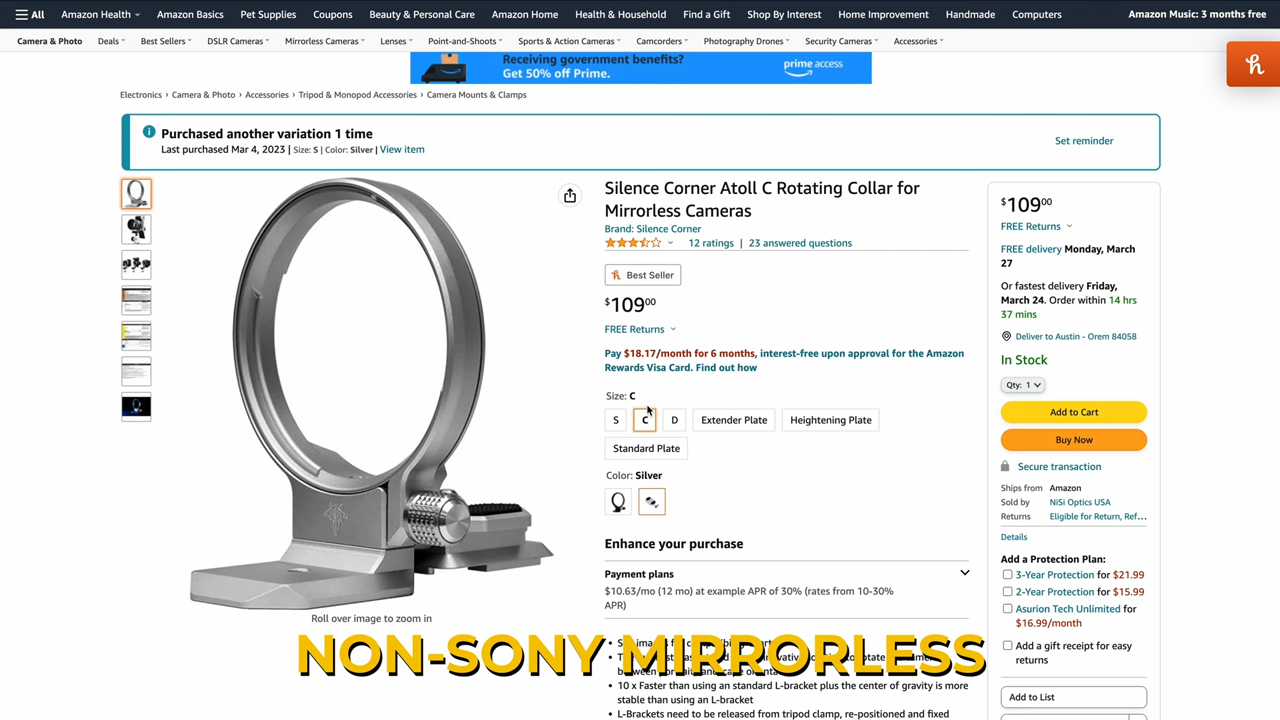 All Amazon Health Amazon Basics Pet Supplies Coupons Beauty & Personal Care Amazon Home Health & Household Find a Gift Shop By Interest Home Improvement Handmade Computers Amazon Music: 3 months free
Camera & Photo Deals Best Sellers DSLR Cameras Mirrorless Cameras Lenses Point-and-Shoots Sports & Action Cameras Camcorders Photography Drones Security Cameras Accessories
Receiving government benefits?
Get 50% off Prime.
prime access
Electronics › Camera & Photo › Accessories › Tripod & Monopod Accessories › Camera Mounts & Clamps
Purchased another variation 1 time
Last purchased Mar 4, 2023 | Size: S | Color: Silver | View item
Set reminder
Roll over image to zoom in
Silence Corner Atoll C Rotating Collar for
Mirrorless Cameras
Brand: Silence Corner
12 ratings | 23 answered questions
Best Seller
$10900
FREE Returns
Pay $18.17/month for 6 months, interest-free upon approval for the Amazon
Rewards Visa Card. Find out how
Size: C
S C D Extender Plate Heightening Plate
Standard Plate
Color: Silver
Enhance your purchase
Payment plans
$10.63/mo (12 mo) at example APR of 30% (rates from 10-30%
APR)
NON-SONY MIRRORLESS
• 10 x Faster than using an standard L-bracket plus the center of gravity is more
stable than using an L-bracket
• L-Brackets need to be released from tripod clamp, re-positioned and fixed
$10900
FREE Returns
FREE delivery Monday, March
27
Or fastest delivery Friday,
March 24. Order within 14 hrs
37 mins
Deliver to Austin - Orem 84058
In Stock
Qty: 1
Add to Cart
Buy Now
Secure transaction
Ships from Amazon
Sold by NiSi Optics USA
Returns Eligible for Return, Ref...
Details
Add a Protection Plan:
3-Year Protection for $21.99
2-Year Protection for $15.99
Asurion Tech Unlimited for
$16.99/month
Add a gift receipt for easy
returns
Add to List